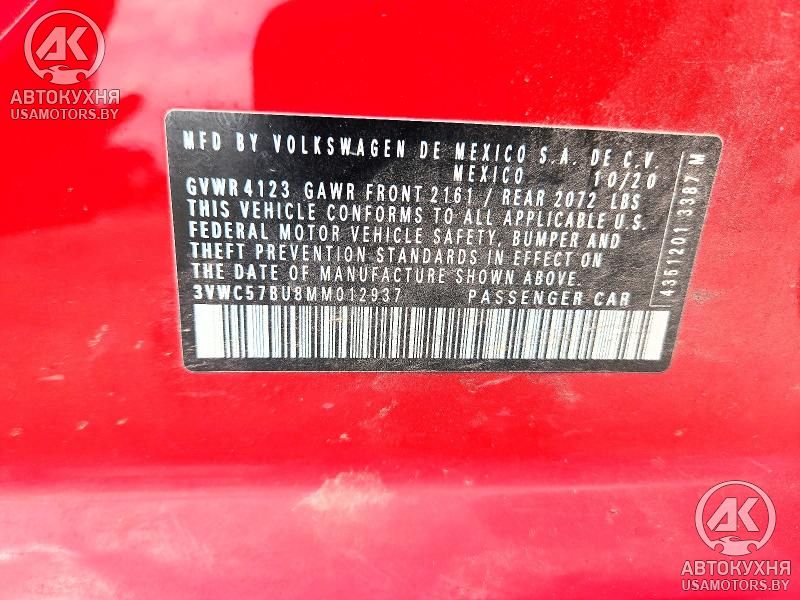 АК
АВТОКУХНЯ
USAMOTORS.BY
MFD BY VOLKSWAGEN DE MEXICO S.A. DE C.V.
MEXICO 10/20
GVWR 4123 GAWR FRONT 2161 / REAR 2072 LBS
THIS VEHICLE CONFORMS TO ALL APPLICABLE U.S.
FEDERAL MOTOR VEHICLE SAFETY, BUMPER AND
THEFT PREVENTION STANDARDS IN EFFECT ON
THE DATE OF MANUFACTURE SHOWN ABOVE.
3VWC57BU8MM012937 PASSENGER CAR
4351201 3387 M
АК
АВТОКУХНЯ
USAMOTORS.BY